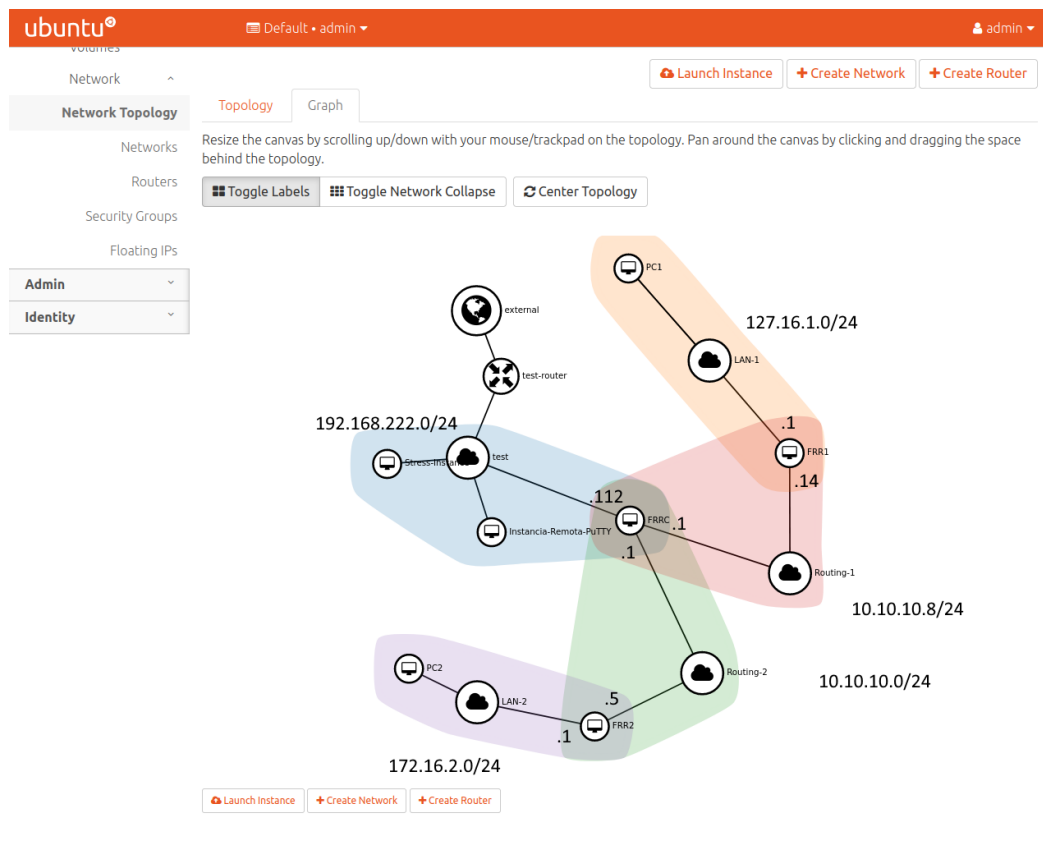 ubuntu
Default • admin
admin
Volumes
Network
Launch Instance
Create Network
Create Router
Network Topology
Topology
Graph
Networks
Resize the canvas by scrolling up/down with your mouse/trackpad on the topology. Pan around the canvas by clicking and dragging the space
behind the topology.
Routers
Toggle Labels
Toggle Network Collapse
Center Topology
Security Groups
Floating IPs
Admin
Identity
PC1
external
127.16.1.0/24
LAN-1
test-router
192.168.222.0/24
.1
FRR1
test
Stress-Instance
.14
.112
FRRC
.1
Instancia-Remota-PuTTY
.1
Routing-1
10.10.10.8/24
PC2
Routing-2
10.10.10.0/24
LAN-2
.5
FRR2
.1
172.16.2.0/24
Launch Instance
Create Network
Create Router